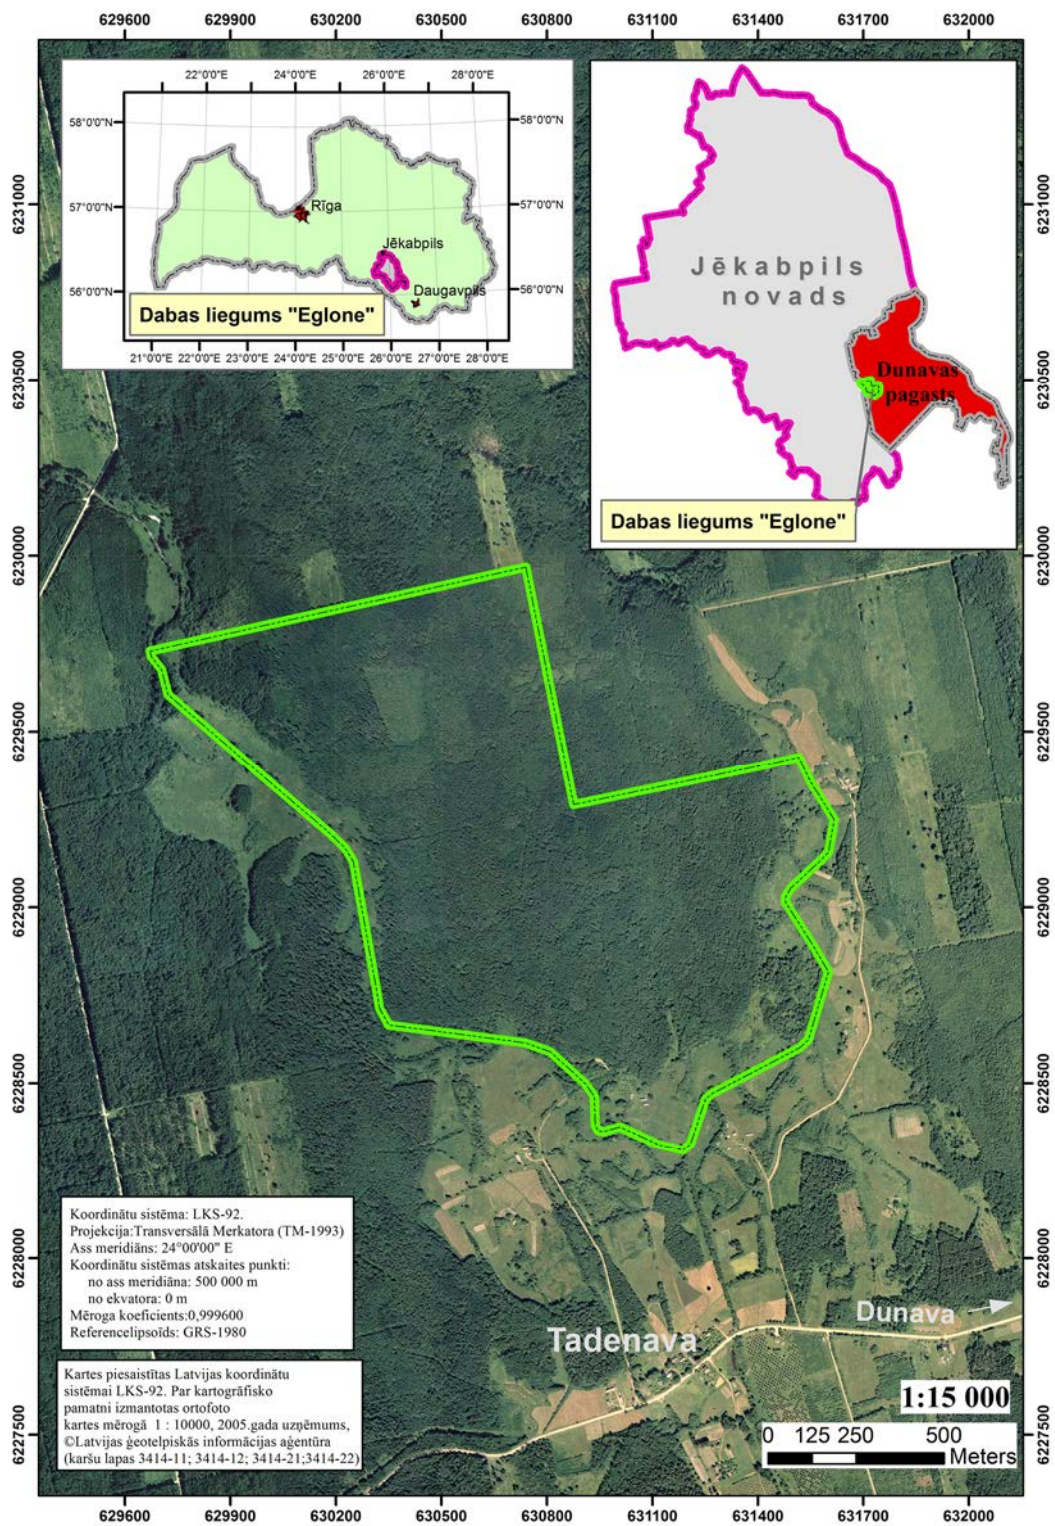 629600 629900 630200 630500 630800 631100 631400 631700 632000
22°0'0"E 24°0'0"E 26°0'0"E 28°0'0"E
58°0'0"N 58°0'0"N
57°0'0"N 57°0'0"N
56°0'0"N 56°0'0"N
Rīga
Jēkabpils
Daugavpils
Dabas liegums "Eglone"
21°0'0"E 22°0'0"E 23°0'0"E 24°0'0"E 25°0'0"E 26°0'0"E 27°0'0"E 28°0'0"E
Jēkabpils
novads
Dunavas
pagasts
Dabas liegums "Eglone"
6231000 6231000
6230500 6230500
6230000 6230000
6229500 6229500
6229000 6229000
6228500 6228500
6228000 6228000
6227500 6227500
Koordinātu sistēma: LKS-92.
Projekcija:Transversālā Merkatora (TM-1993)
Ass meridiāns: 24°00'00" E
Koordinātu sistēmas atskaites punkti:
no ass meridiāna: 500 000 m
no ekvatora: 0 m
Mēroga koeficients:0,999600
Referencelipsoīds: GRS-1980
Dunava
Tadenava
Kartes piesaistītas Latvijas koordinātu
sistēmai LKS-92. Par kartogrāfisko
pamatni izmantotas ortofoto
kartes mērogā 1 : 10000, 2005.gada uzņēmums,
©Latvijas ģeotelpiskās informācijas aģentūra
(karšu lapas 3414-11; 3414-12; 3414-21;3414-22)
1:15 000
0 125 250 500
Meters
629600 629900 630200 630500 630800 631100 631400 631700 632000